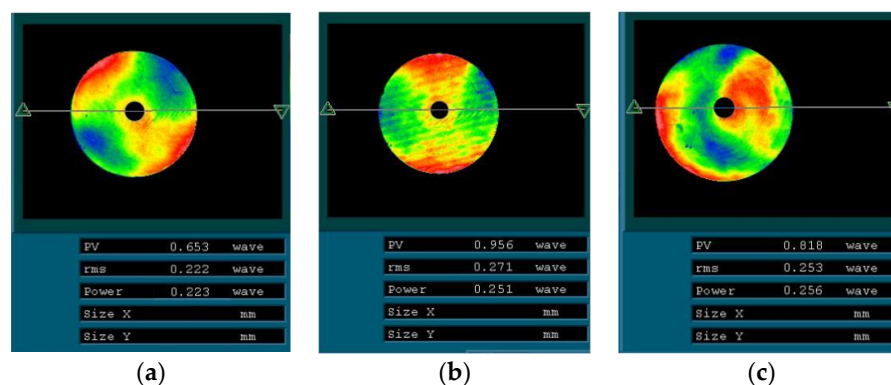 PV 0.653 wave
rms 0.222 wave
Power 0.223 wave
Size X mm
Size Y mm
(a)
PV 0.956 wave
rms 0.271 wave
Power 0.251 wave
Size X mm
Size Y mm
(b)
PV 0.818 wave
rms 0.253 wave
Power 0.256 wave
Size X mm
Size Y mm
(c)